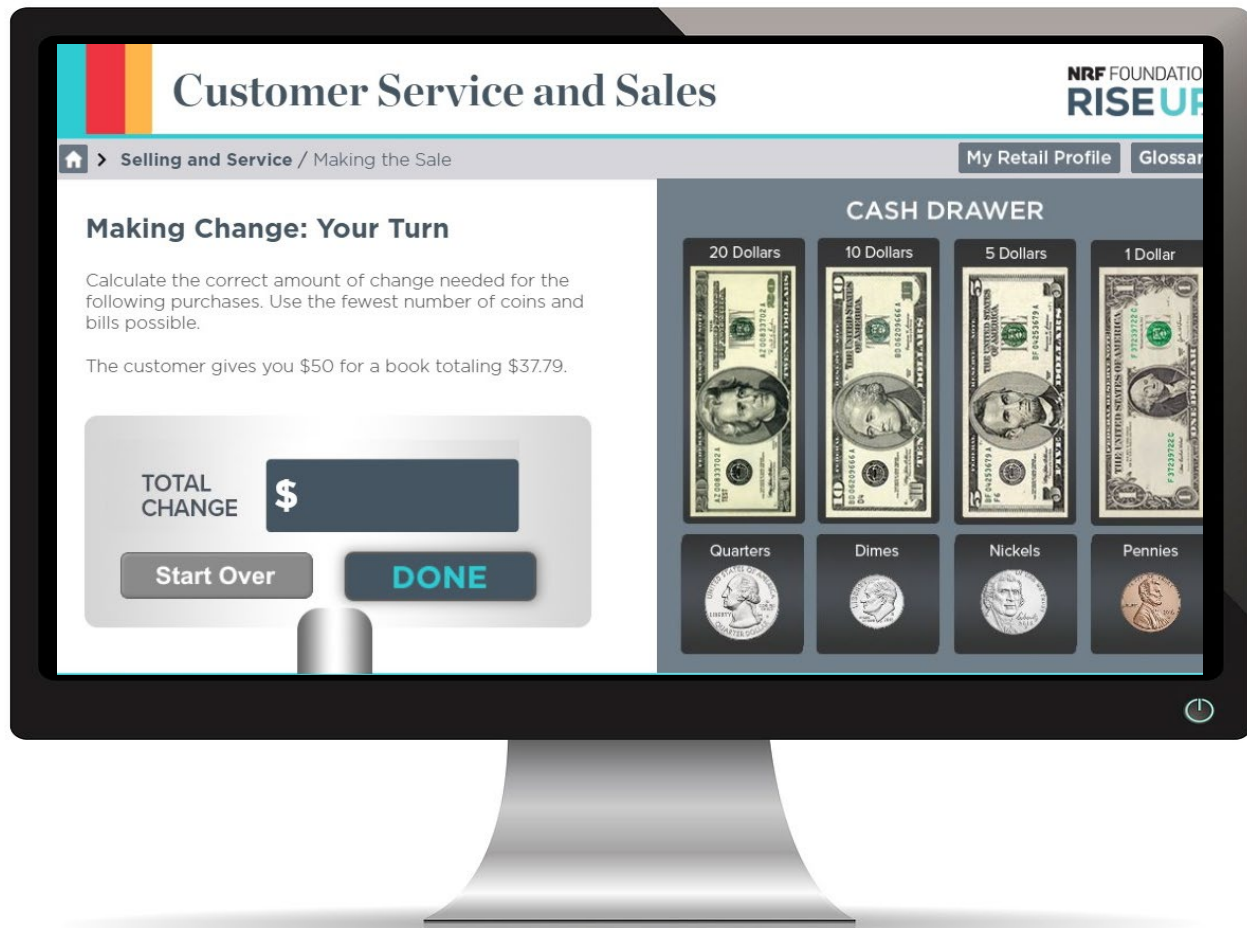 Customer Service and Sales
NRF FOUNDATIO
RISE UP
> Selling and Service / Making the Sale
My Retail Profile
Glossar
Making Change: Your Turn
Calculate the correct amount of change needed for the
following purchases. Use the fewest number of coins and
bills possible.
The customer gives you $50 for a book totaling $37.79.
TOTAL
CHANGE
$
Start Over
DONE
CASH DRAWER
20 Dollars
10 Dollars
5 Dollars
1 Dollar
Quarters
Dimes
Nickels
Pennies